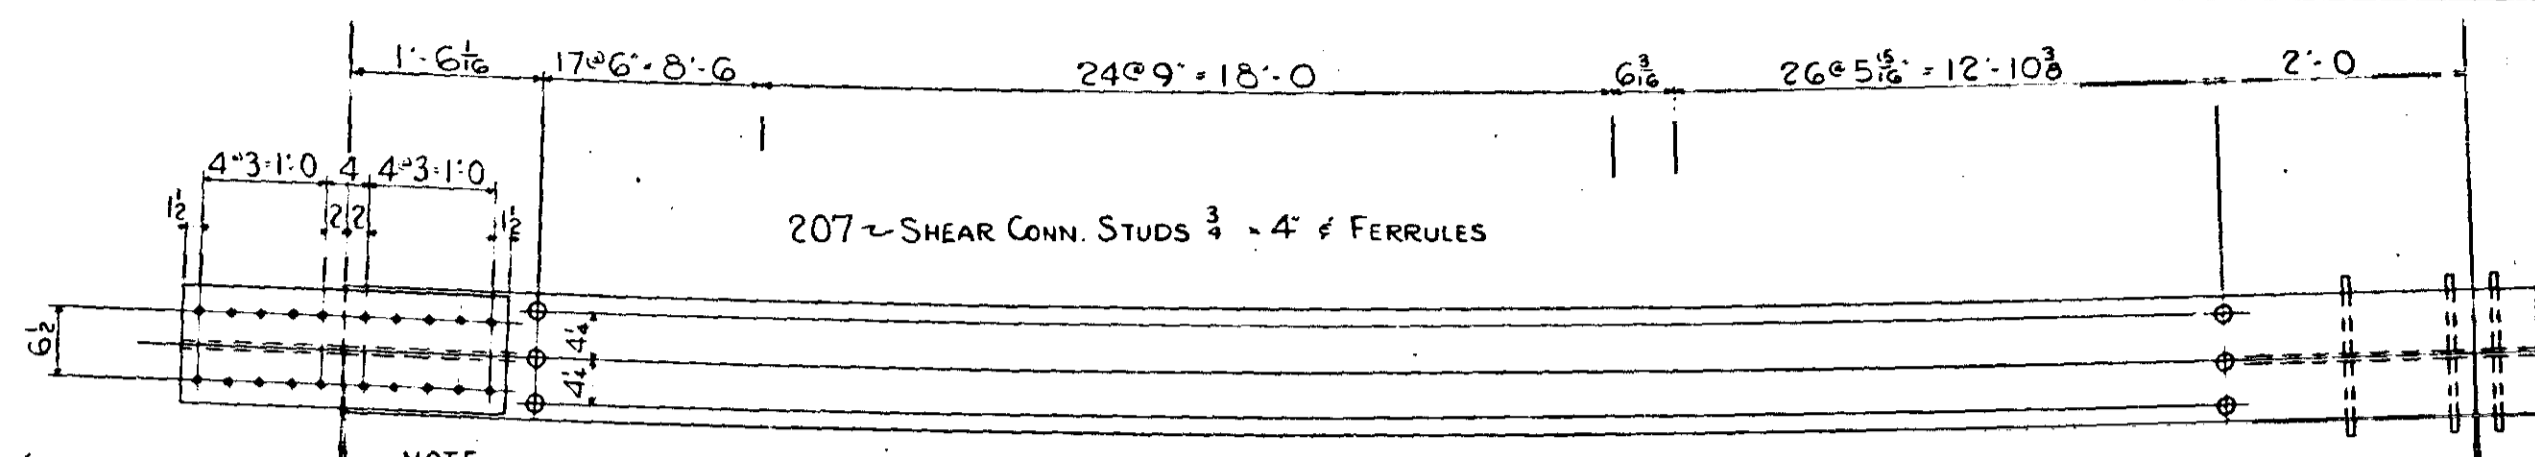 1'-6 1/16 17@6"=8'-6 24@9"=18'-0 6 3/16 26@5 15/16"=12'-10 3/8 2'-0
4@3=1'-0 4 4@3=1'-0
1 1/2 2 2 1 1/2
207~SHEAR CONN. STUDS 3/4 × 4" & FERRULES
6 1/2
4 1/4
4 1/4
NOTE